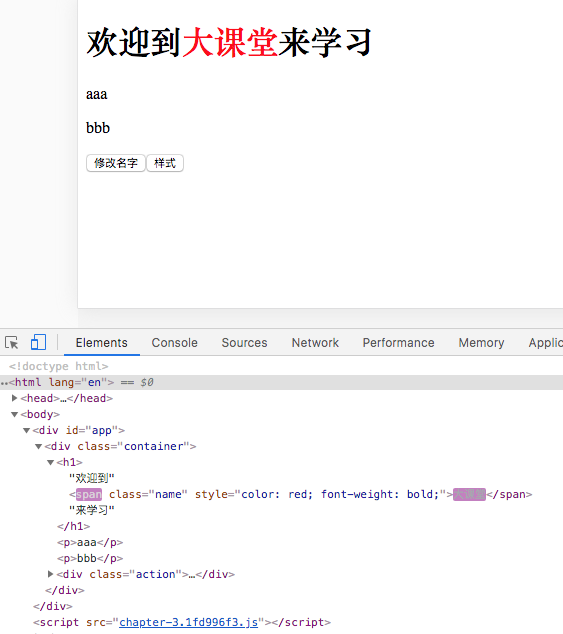 欢迎到大课堂来学习
aaa
bbb
修改名字 样式
Elements Console Sources Network Performance Memory Applic
<!doctype html>
··<html lang="en"> == $0
<head>…</head>
<body>
<div id="app">
<div class="container">
<h1>
"欢迎到"
<span class="name" style="color: red; font-weight: bold;">大课堂</span>
"来学习"
</h1>
<p>aaa</p>
<p>bbb</p>
<div class="action">…</div>
</div>
</div>
<script src="chapter-3.1fd996f3.js"></script>